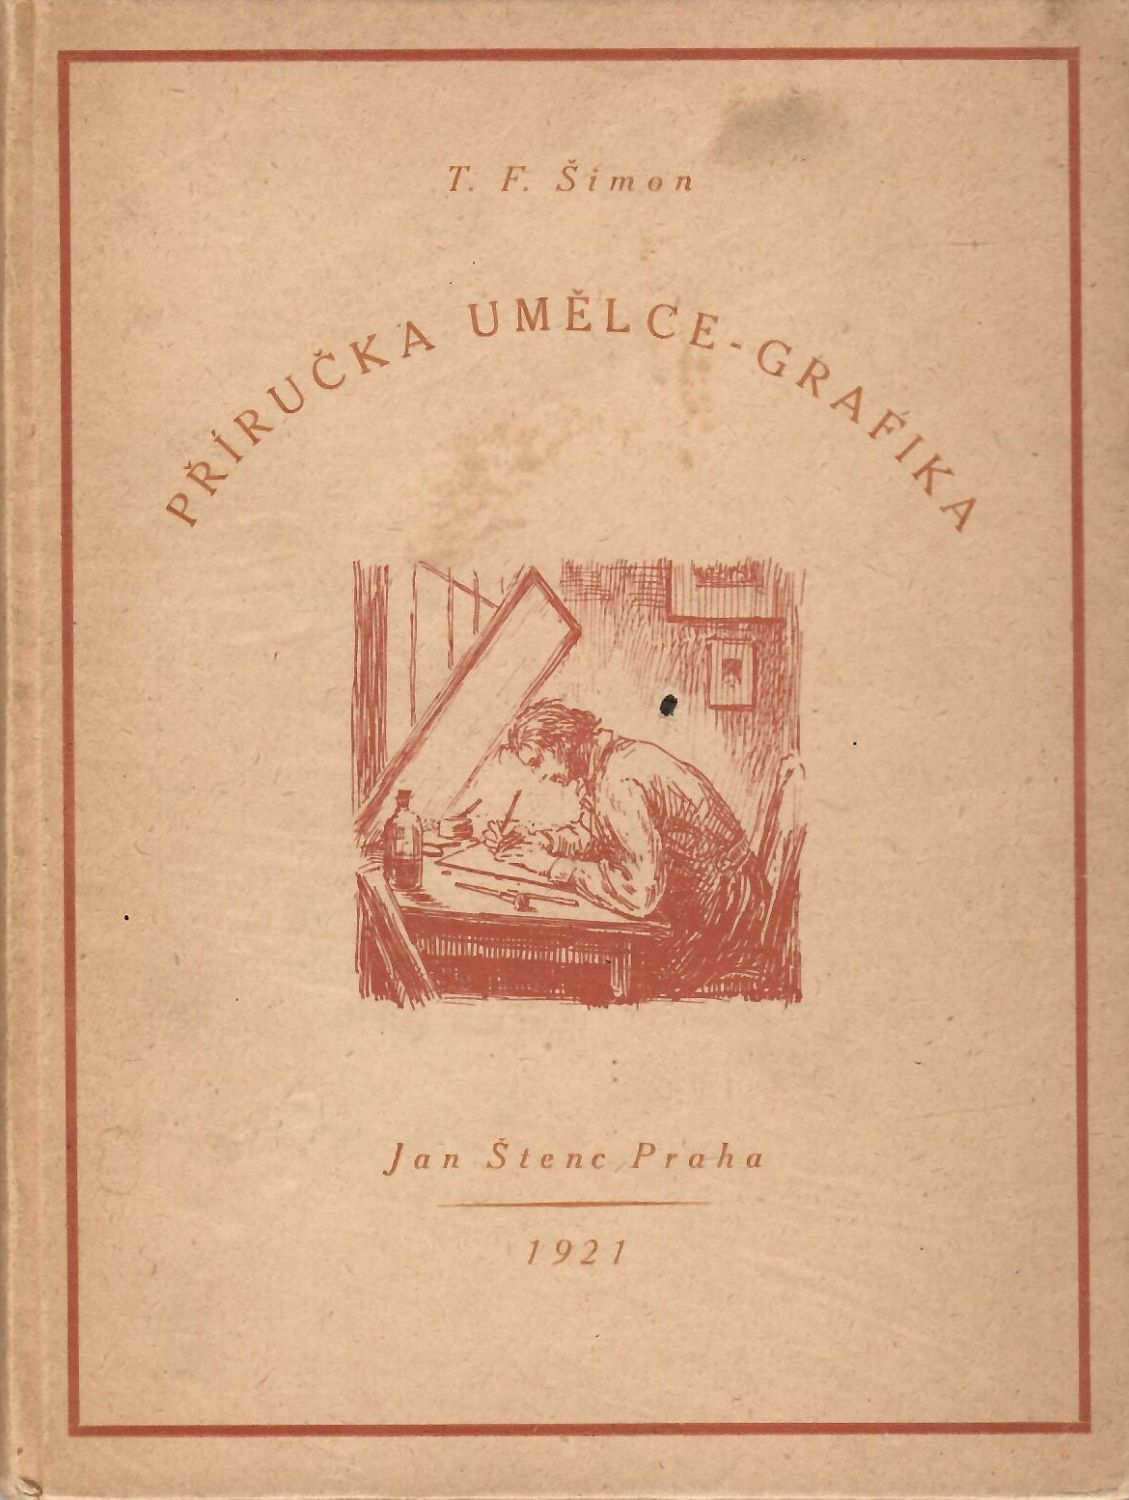 T. F. Šimon
PŘÍRUČKA UMĚLCE-GRAFIKA
Jan Štenc Praha
1921